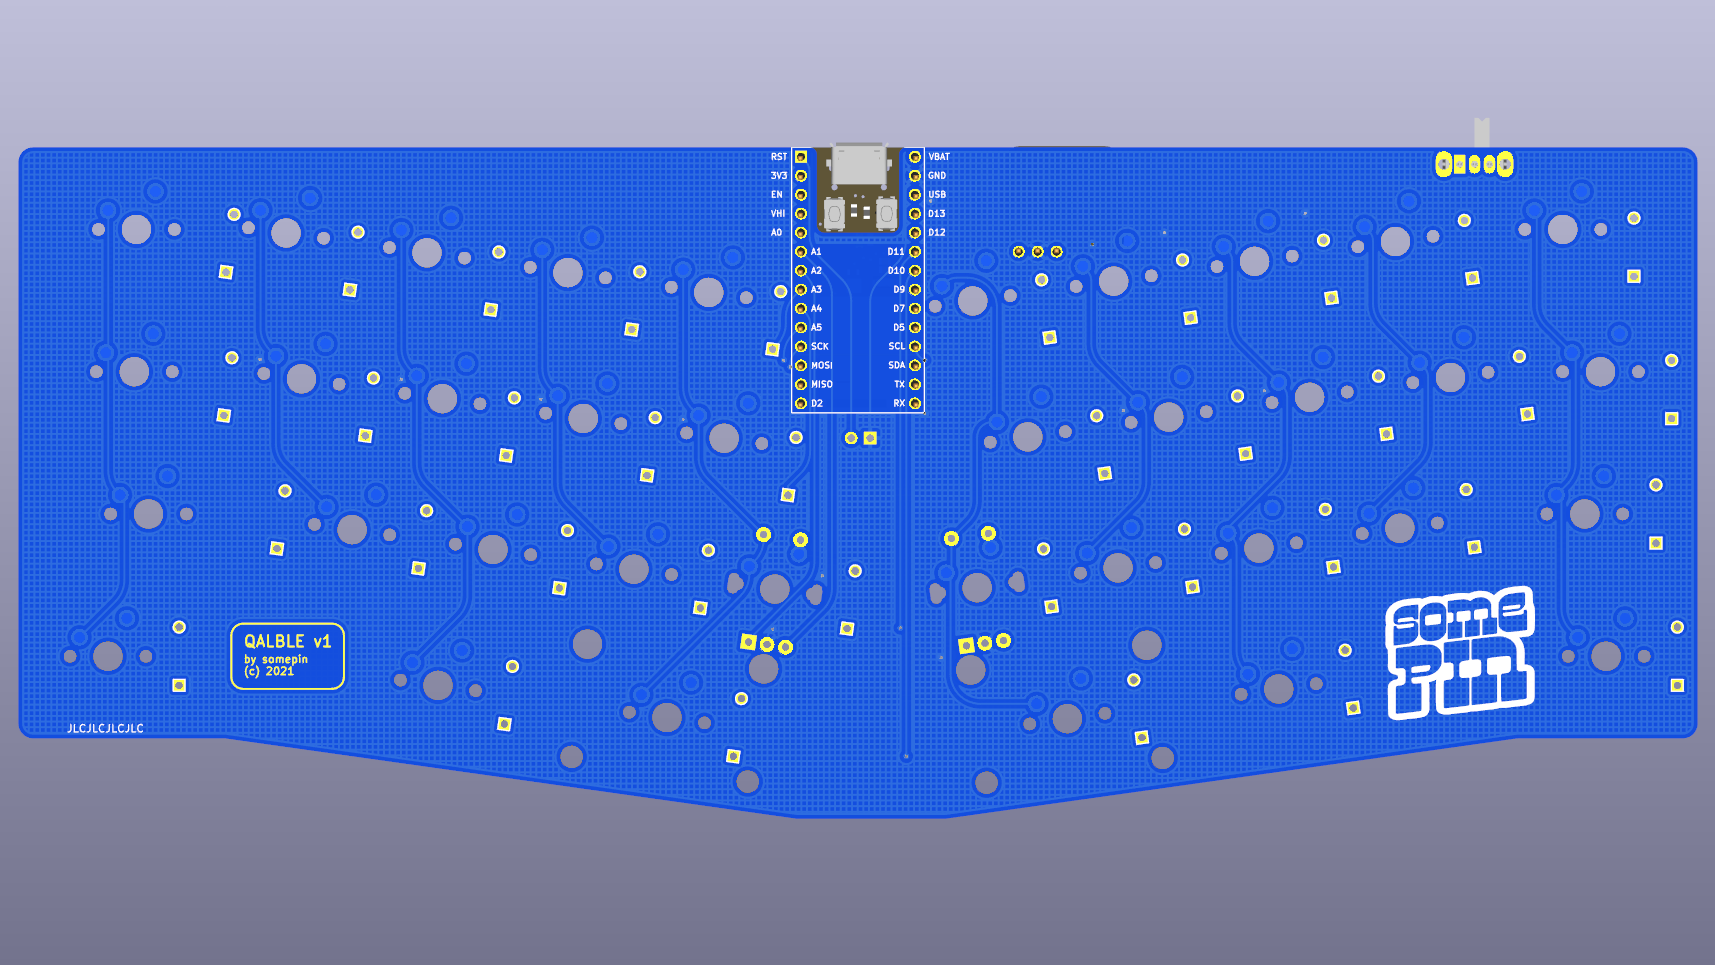 RST
3V3
EN
VHI
A0
A1
A2
A3
A4
A5
SCK
MOSI
MISO
D2
VBAT
GND
USB
D13
D12
D11
D10
D9
D7
D5
SCL
SDA
TX
RX
QALBLE v1
by somepin
(c) 2021
JLCJLCJLCJLC
SOME
PIN